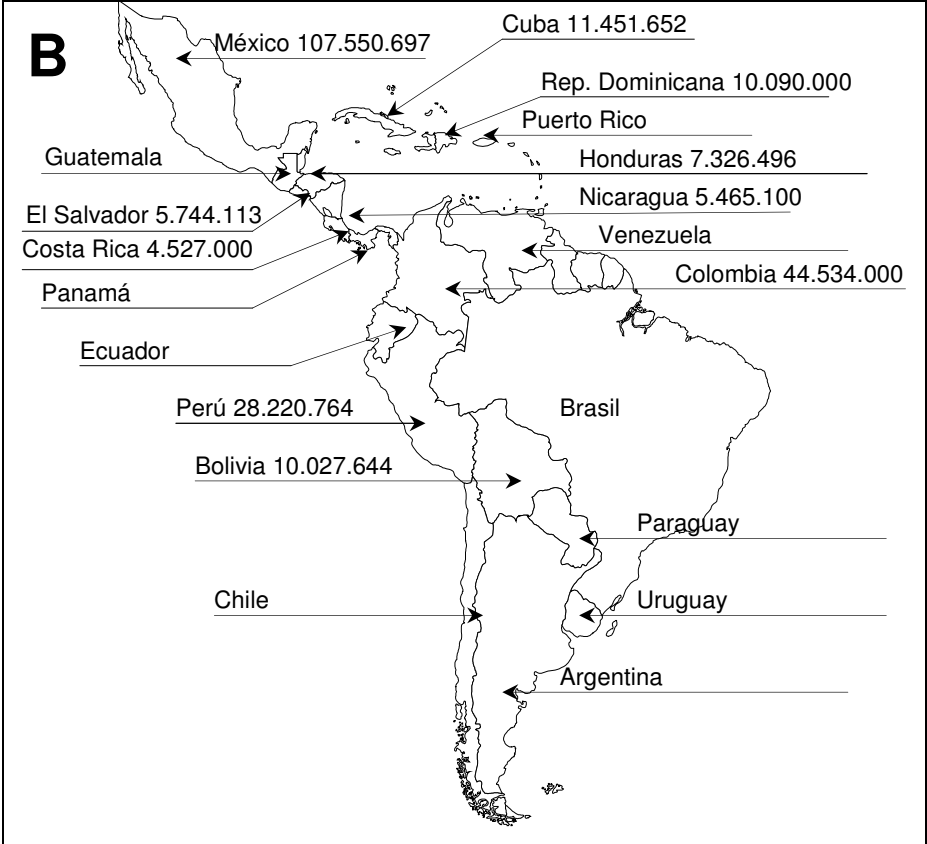 B
México 107.550.697
Cuba 11.451.652
Rep. Dominicana 10.090.000
Puerto Rico
Guatemala
Honduras 7.326.496
El Salvador 5.744.113
Nicaragua 5.465.100
Costa Rica 4.527.000
Venezuela
Panamá
Colombia 44.534.000
Ecuador
Perú 28.220.764
Brasil
Bolivia 10.027.644
Paraguay
Chile
Uruguay
Argentina